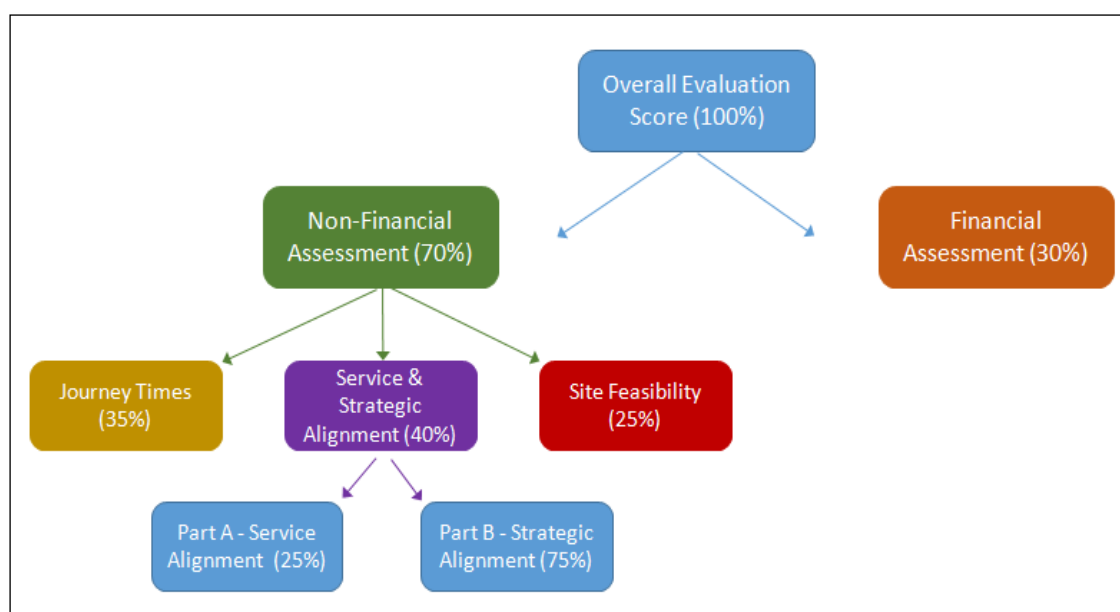 Overall Evaluation
Score (100%)
Non-Financial
Assessment (70%)
Financial
Assessment (30%)
Journey Times
(35%)
Service &
Strategic
Alignment (40%)
Site Feasibility
(25%)
Part A - Service
Alignment (25%)
Part B - Strategic
Alignment (75%)